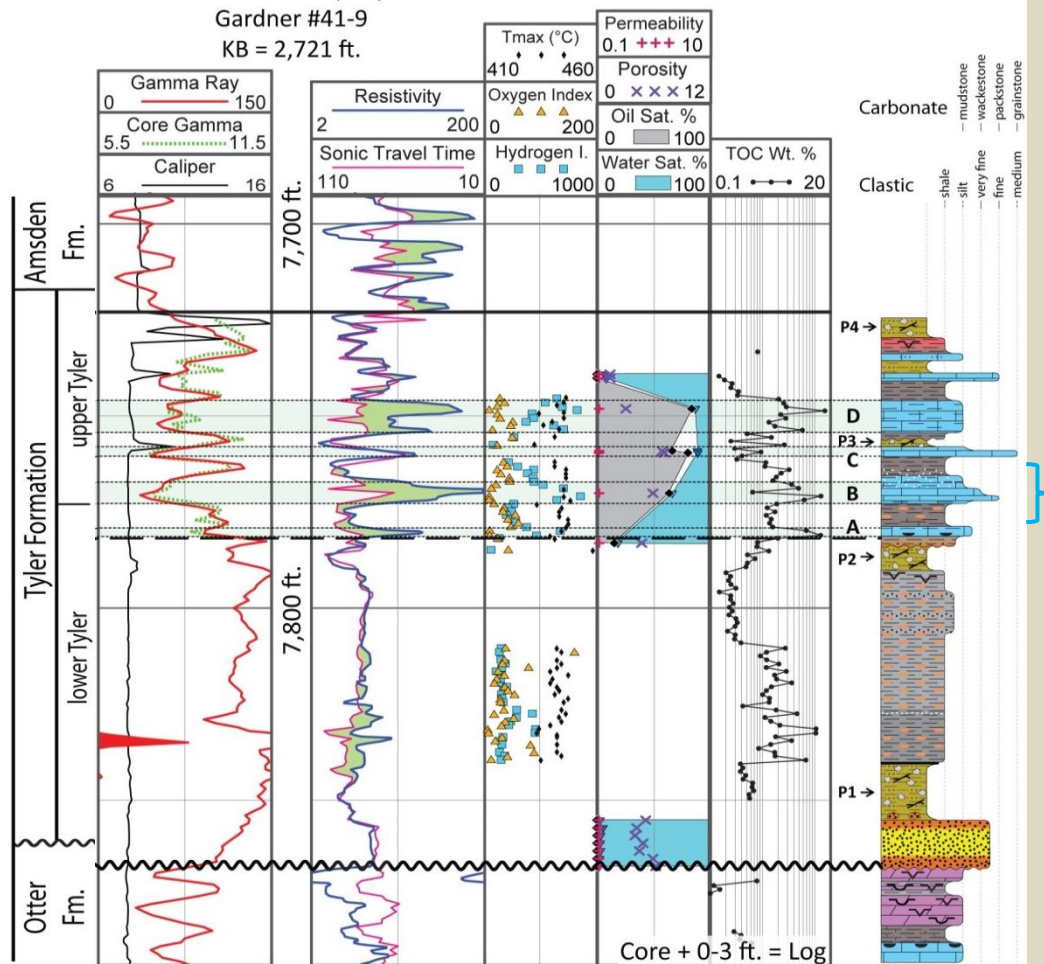 Gardner #41-9
KB = 2,721 ft.
Gamma Ray
0 150
Core Gamma
5.5 11.5
Caliper
6 16
Resistivity
2 200
Sonic Travel Time
110 10
Tmax (°C)
410 460
Oxygen Index
0 200
Hydrogen I.
0 1000
Permeability
0.1 +++ 10
Porosity
0 ××× 12
Oil Sat. %
0 100
Water Sat. %
0 100
TOC Wt. %
0.1 20
Carbonate
mudstone
wackestone
packstone
grainstone
Clastic
shale
silt
very fine
fine
medium
Amsden
Fm.
7,700 ft.
Tyler Formation
upper Tyler
lower Tyler
7,800 ft.
Otter
Fm.
P4
D
P3
C
B
A
P2
P1
Core + 0-3 ft. = Log